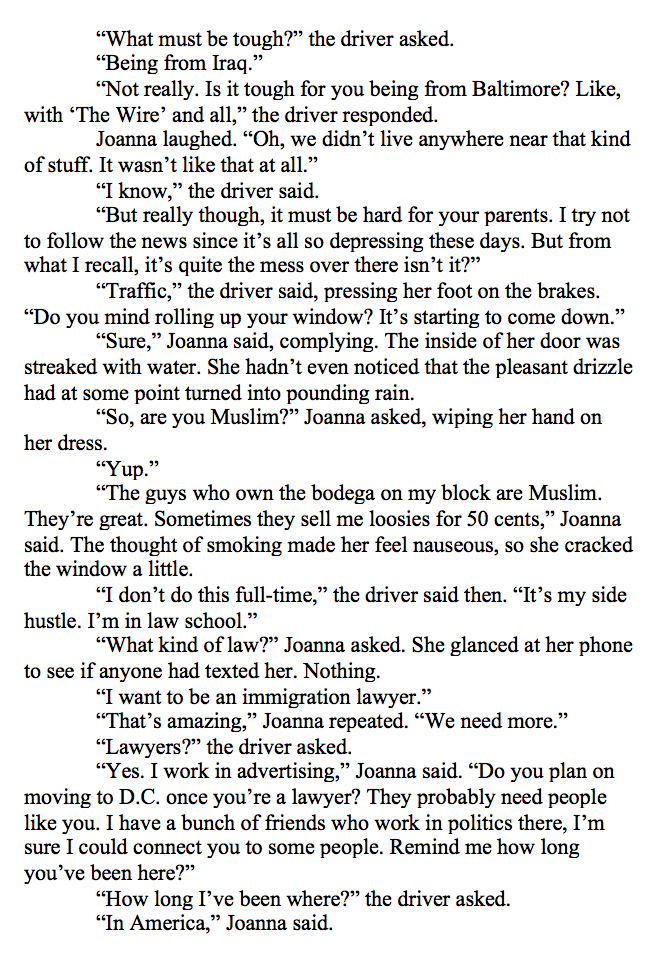 “What must be tough?” the driver asked.
“Being from Iraq.”
“Not really. Is it tough for you being from Baltimore? Like,
with ‘The Wire’ and all,” the driver responded.
Joanna laughed. “Oh, we didn’t live anywhere near that kind
of stuff. It wasn’t like that at all.”
“I know,” the driver said.
“But really though, it must be hard for your parents. I try not
to follow the news since it’s all so depressing these days. But from
what I recall, it’s quite the mess over there isn’t it?”
“Traffic,” the driver said, pressing her foot on the brakes.
“Do you mind rolling up your window? It’s starting to come down.”
“Sure,” Joanna said, complying. The inside of her door was
streaked with water. She hadn’t even noticed that the pleasant drizzle
had at some point turned into pounding rain.
“So, are you Muslim?” Joanna asked, wiping her hand on
her dress.
“Yup.”
“The guys who own the bodega on my block are Muslim.
They’re great. Sometimes they sell me loosies for 50 cents,” Joanna
said. The thought of smoking made her feel nauseous, so she cracked
the window a little.
“I don’t do this full-time,” the driver said then. “It’s my side
hustle. I’m in law school.”
“What kind of law?” Joanna asked. She glanced at her phone
to see if anyone had texted her. Nothing.
“I want to be an immigration lawyer.”
“That’s amazing,” Joanna repeated. “We need more.”
“Lawyers?” the driver asked.
“Yes. I work in advertising,” Joanna said. “Do you plan on
moving to D.C. once you’re a lawyer? They probably need people
like you. I have a bunch of friends who work in politics there, I’m
sure I could connect you to some people. Remind me how long
you’ve been here?”
“How long I’ve been where?” the driver asked.
“In America,” Joanna said.